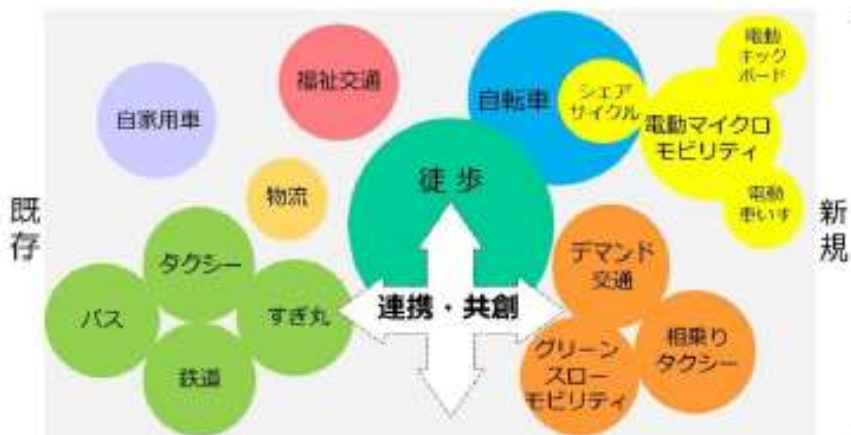 既存
自家用車
福祉交通
物流
タクシー
バス
すぎ丸
鉄道
徒歩
連携・共創
自転車
シェア
サイクル
電動
キック
ボード
電動マイクロ
モビリティ
電動
車いす
デマンド
交通
グリーン
スロー
モビリティ
相乗り
タクシー
新規